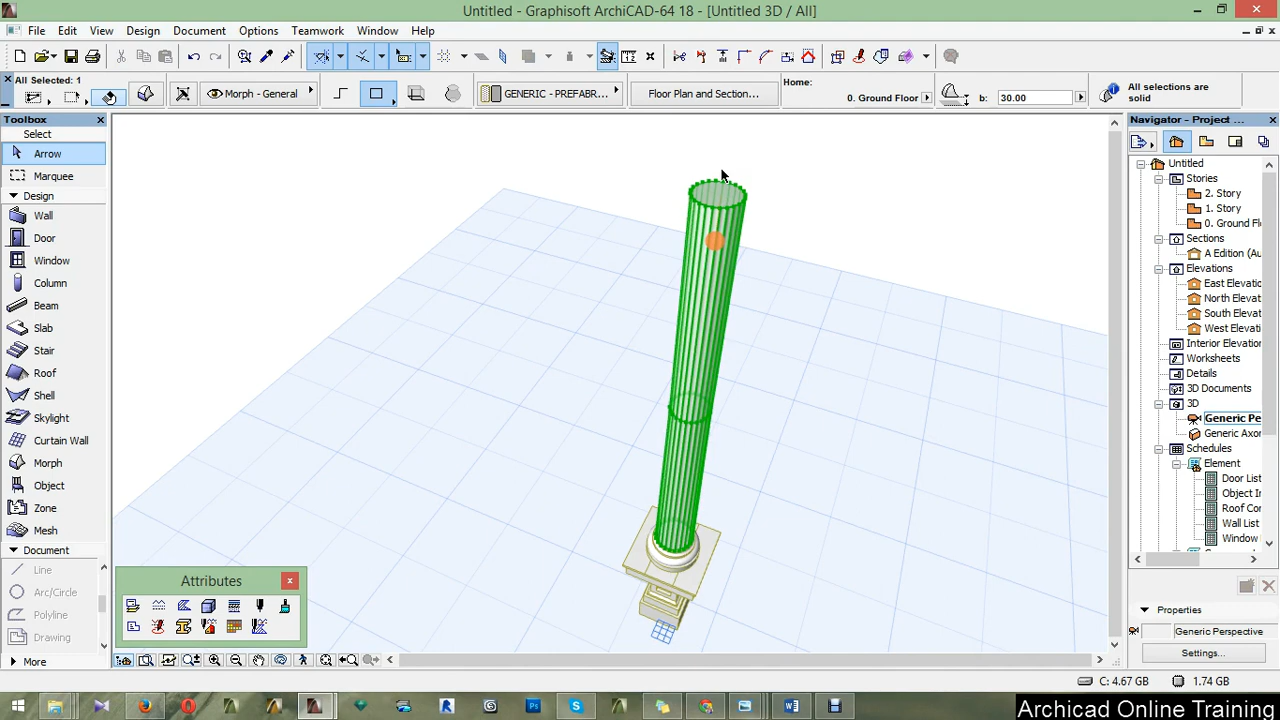 Untitled - Graphisoft ArchiCAD-64 18 - [Untitled 3D / All]
File Edit View Design Document Options Teamwork Window Help
All Selected: 1
Morph - General
GENERIC - PREFABR...
Floor Plan and Section...
Home:
0. Ground Floor
b: 30.00
All selections are
solid
Toolbox
Select
Arrow
Marquee
Design
Wall
Door
Window
Column
Beam
Slab
Stair
Roof
Shell
Skylight
Curtain Wall
Morph
Object
Zone
Mesh
Document
Line
Arc/Circle
Polyline
Drawing
More
Attributes
Navigator - Project ...
Untitled
Stories
2. Story
1. Story
0. Ground Fl
Sections
A Edition (Au
Elevations
East Elevatio
North Elevat
South Elevat
West Elevati
Interior Elevation
Worksheets
Details
3D Documents
3D
Generic Pe
Generic Axon
Schedules
Element
Door List
Object In
Roof Cor
Wall List
Window
Properties
Generic Perspective
Settings...
C: 4.67 GB
1.74 GB
Archicad Online Training